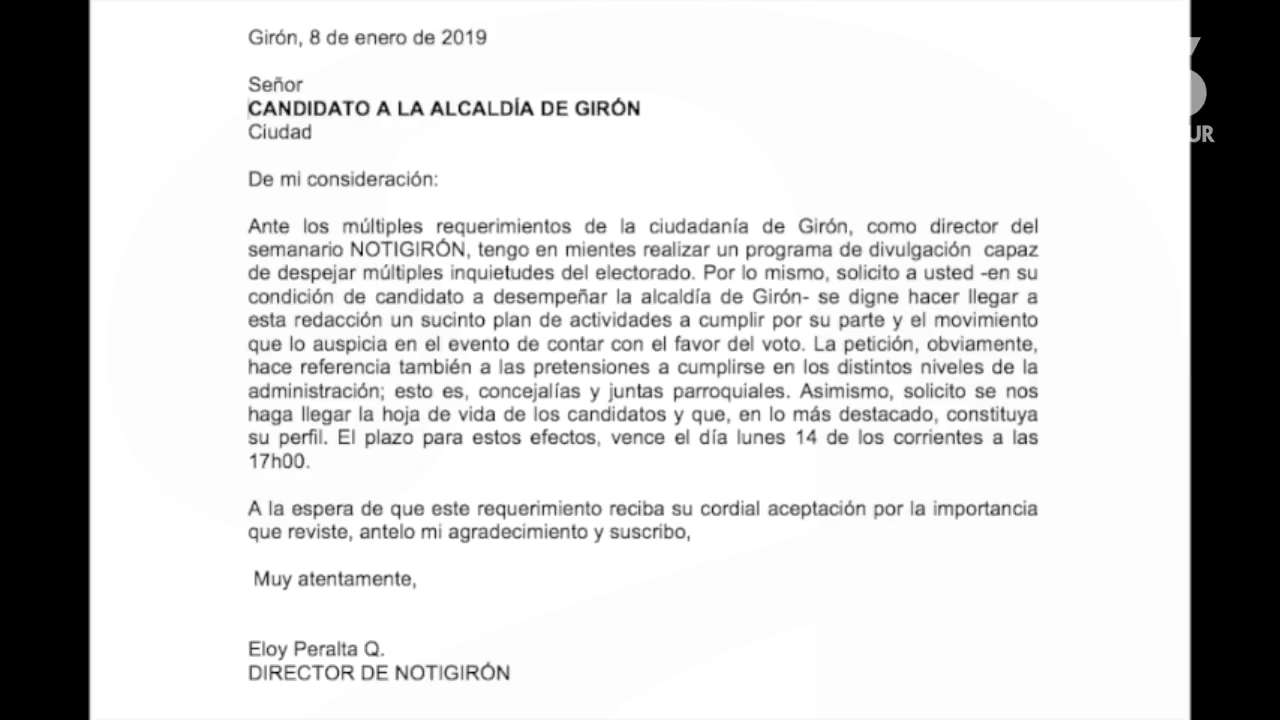 Girón, 8 de enero de 2019
Señor
CANDIDATO A LA ALCALDÍA DE GIRÓN
Ciudad
De mi consideración:
Ante los múltiples requerimientos de la ciudadanía de Girón, como director del
semanario NOTIGIRÓN, tengo en mientes realizar un programa de divulgación capaz
de despejar múltiples inquietudes del electorado. Por lo mismo, solicito a usted -en su
condición de candidato a desempeñar la alcaldía de Girón- se digne hacer llegar a
esta redacción un sucinto plan de actividades a cumplir por su parte y el movimiento
que lo auspicia en el evento de contar con el favor del voto. La petición, obviamente,
hace referencia también a las pretensiones a cumplirse en los distintos niveles de la
administración; esto es, concejalías y juntas parroquiales. Asimismo, solicito se nos
haga llegar la hoja de vida de los candidatos y que, en lo más destacado, constituya
su perfil. El plazo para estos efectos, vence el día lunes 14 de los corrientes a las
17h00.
A la espera de que este requerimiento reciba su cordial aceptación por la importancia
que reviste, antelo mi agradecimiento y suscribo,
Muy atentamente,
Eloy Peralta Q.
DIRECTOR DE NOTIGIRÓN